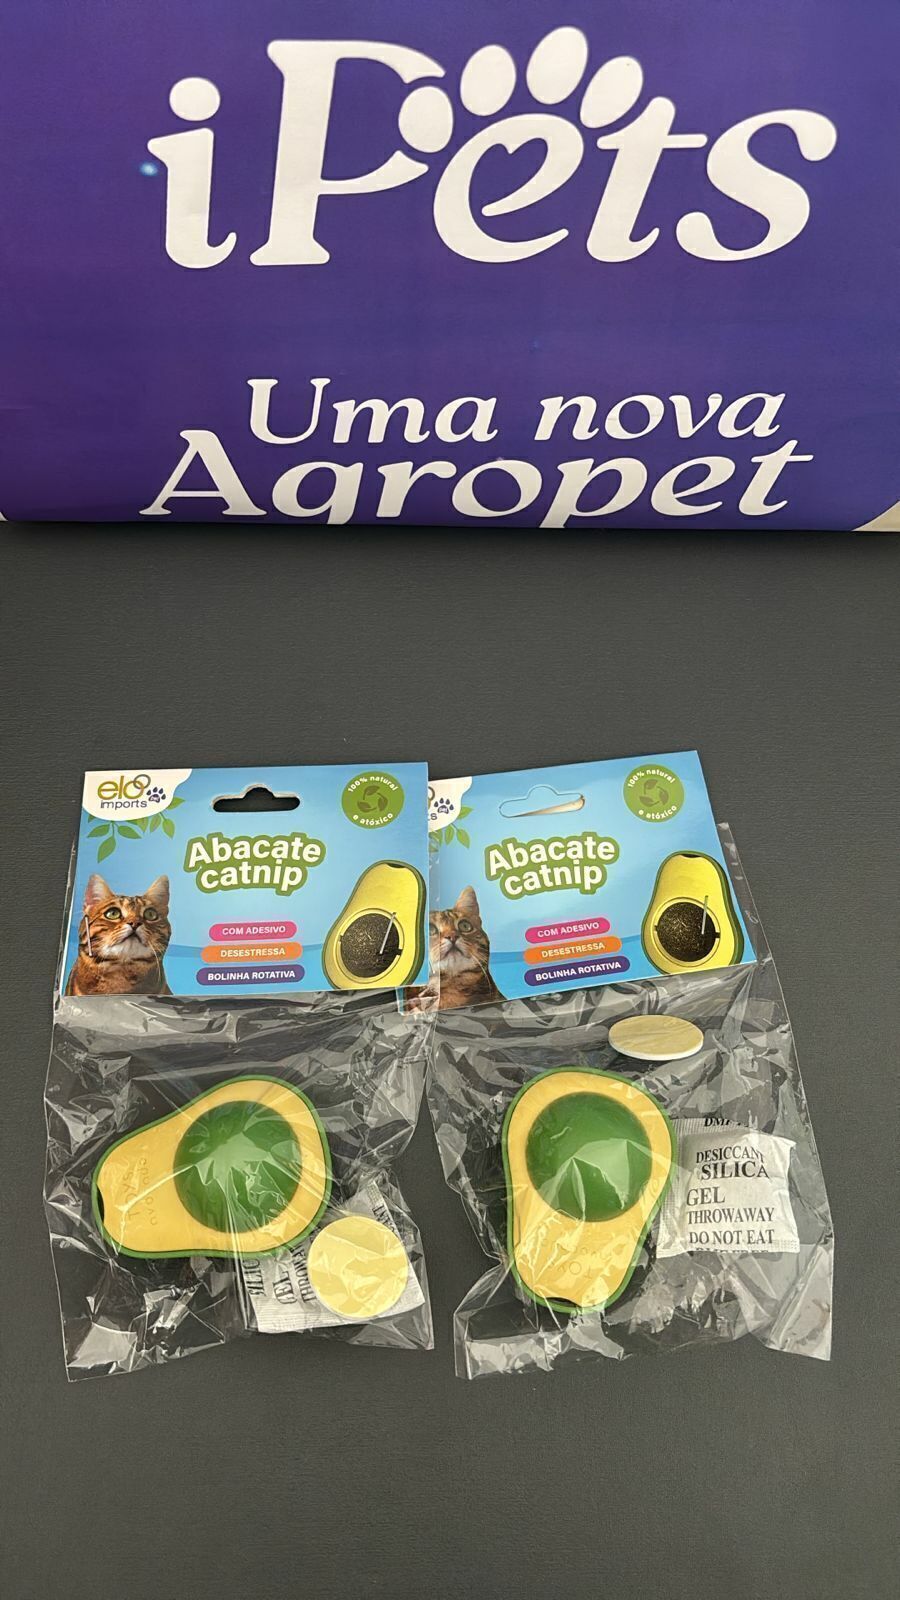 iPets
Uma nova
Agropet
elo
imports
100% natural
e atóxico
Abacate
catnip
COM ADESIVO
DESESTRESSA
BOLINHA ROTATIVA
100% natural
e atóxico
Abacate
catnip
COM ADESIVO
DESESTRESSA
BOLINHA ROTATIVA
DESICCANT
SILICA
GEL
THROWAWAY
DO NOT EAT
GEL